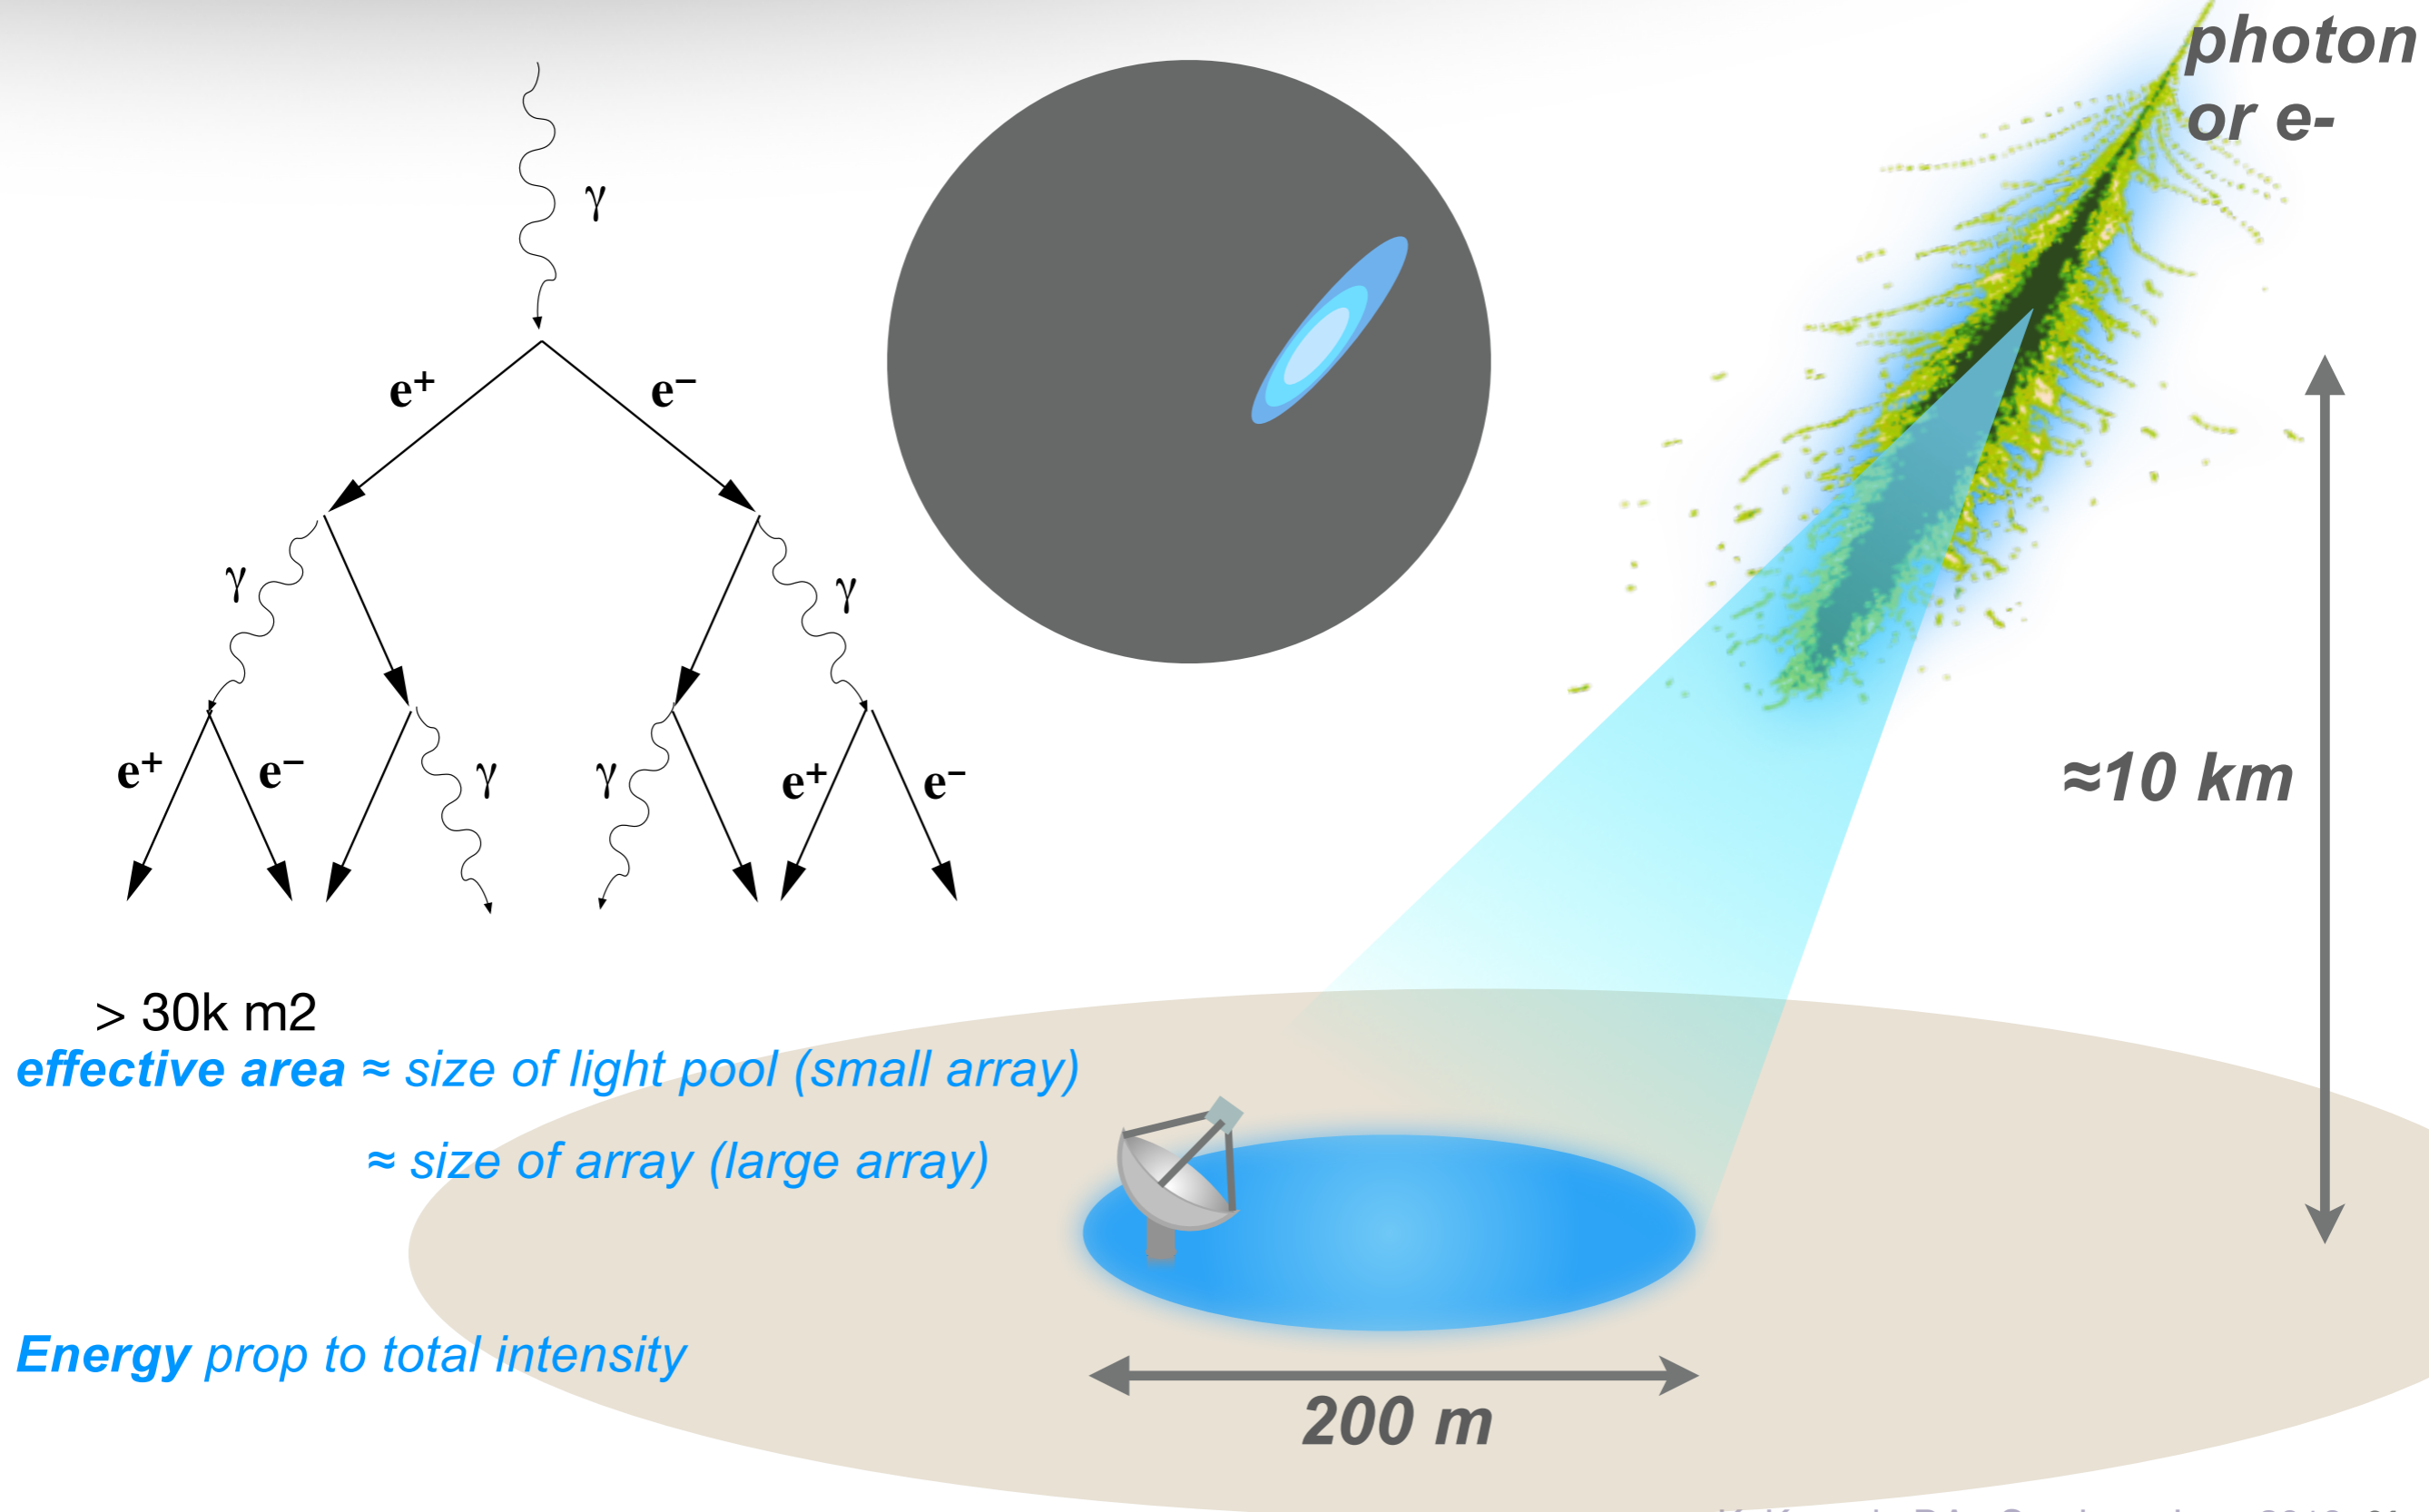 photon
or e-
γ
e+
e−
γ
γ
e+
e−
γ
γ
e+
e−
≈10 km
> 30k m2
effective area ≈ size of light pool (small array)
≈ size of array (large array)
Energy prop to total intensity
200 m